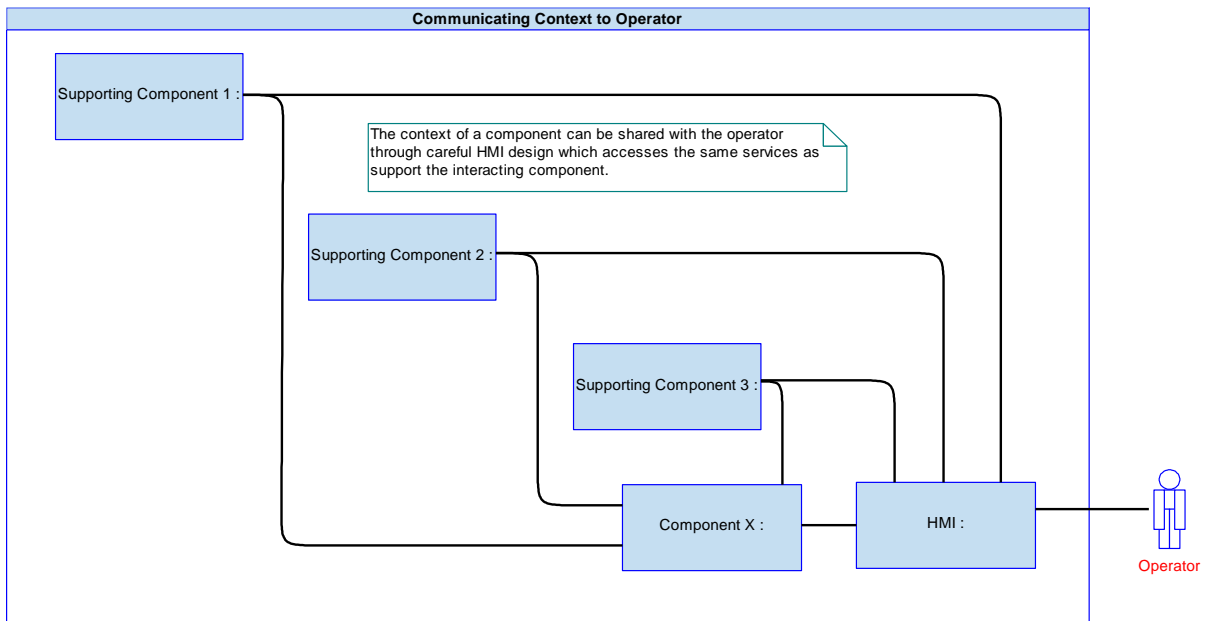 Communicating Context to Operator
Supporting Component 1 :
The context of a component can be shared with the operator
through careful HMI design which accesses the same services as
support the interacting component.
Supporting Component 2 :
Supporting Component 3 :
Component X :
HMI :
Operator